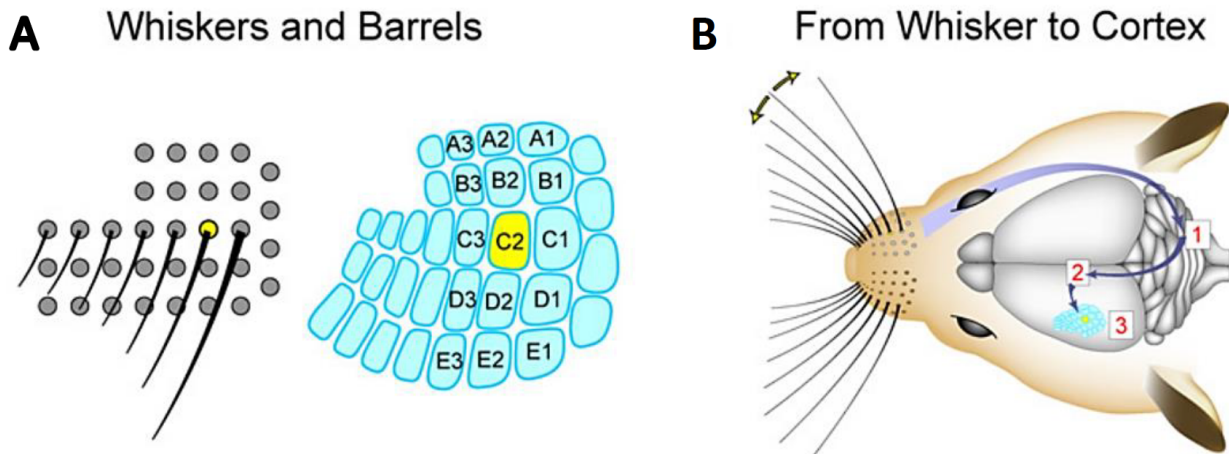 A
Whiskers and Barrels
B
From Whisker to Cortex
A3 A2 A1
B3 B2 B1
C3 C2 C1
D3 D2 D1
E3 E2 E1
1
2
3